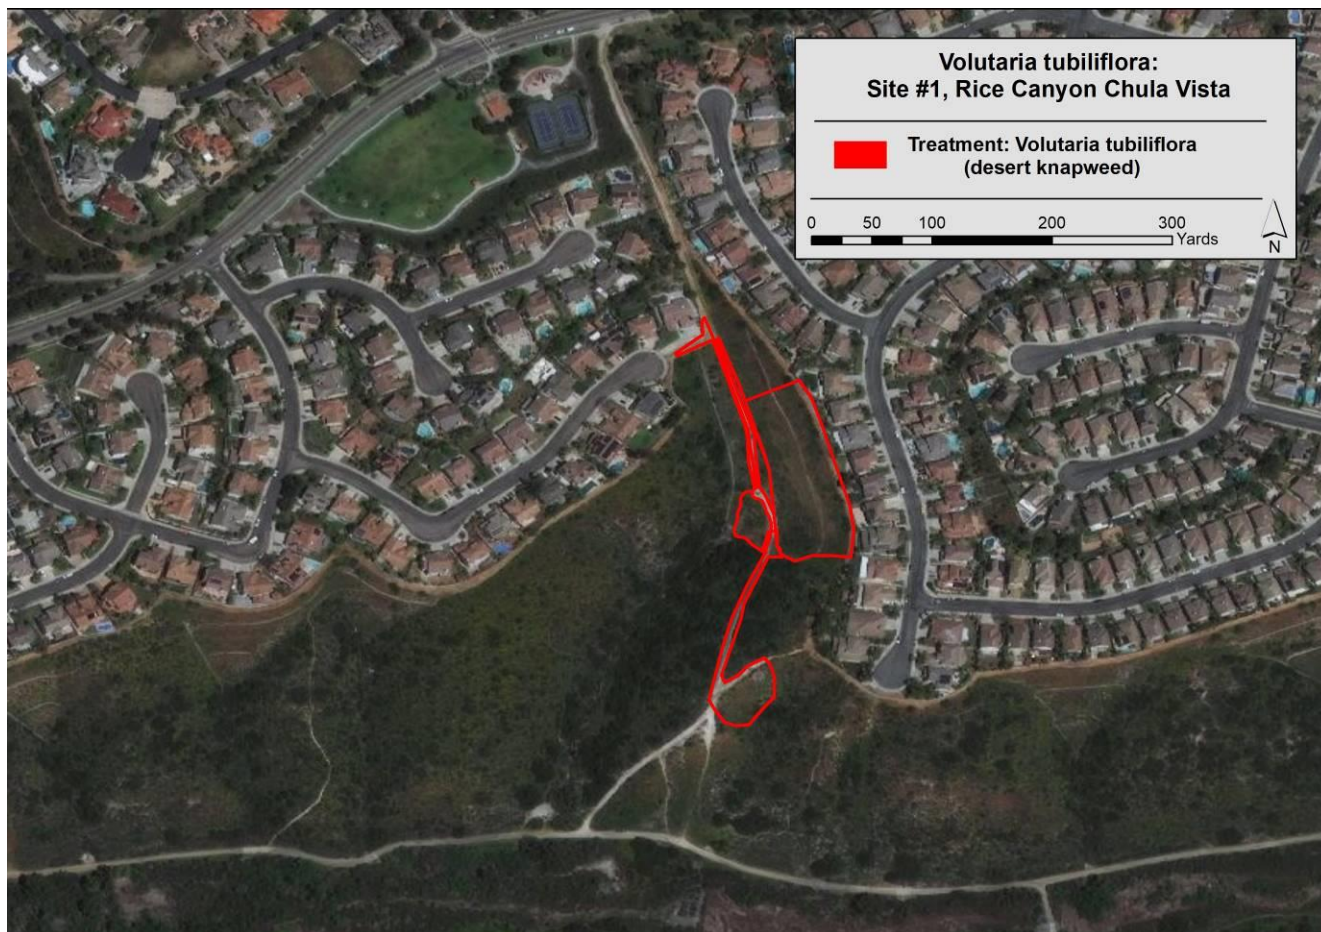 Volutaria tubiliflora:
Site #1, Rice Canyon Chula Vista
Treatment: Volutaria tubiliflora
(desert knapweed)
0 50 100 200 300
Yards
N